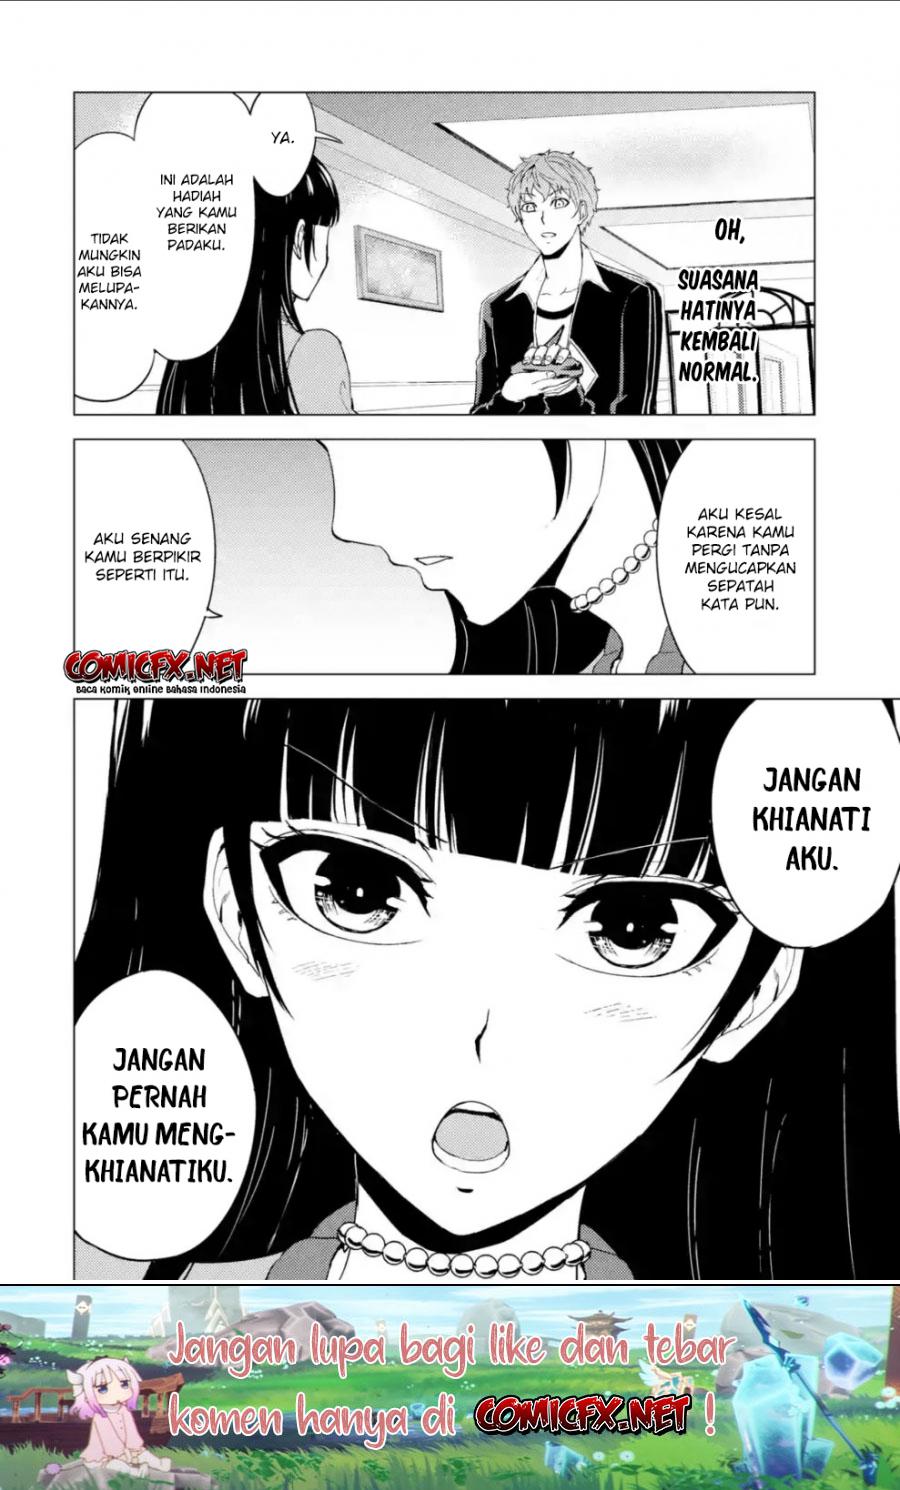 OH,
SUASANA
HATINYA
KEMBALI
NORMAL.
YA.
INI ADALAH
HADIAH
YANG KAMU
BERIKAN
PADAKU.
TIDAK
MUNGKIN
AKU BISA
MELUPA-
KANNYA.
AKU KESAL
KARENA KAMU
PERGI TANPA
MENGUCAPKAN
SEPATAH
KATA PUN.
AKU SENANG
KAMU BERPIKIR
SEPERTI ITU.
COMICFX.NET
Baca komik online Bahasa Indonesia
JANGAN
KHIANATI
AKU.
JANGAN
PERNAH
KAMU MENG-
KHIANATIKU.
Jangan lupa bagi like dan tebar
komen hanya di COMICFX.NET !